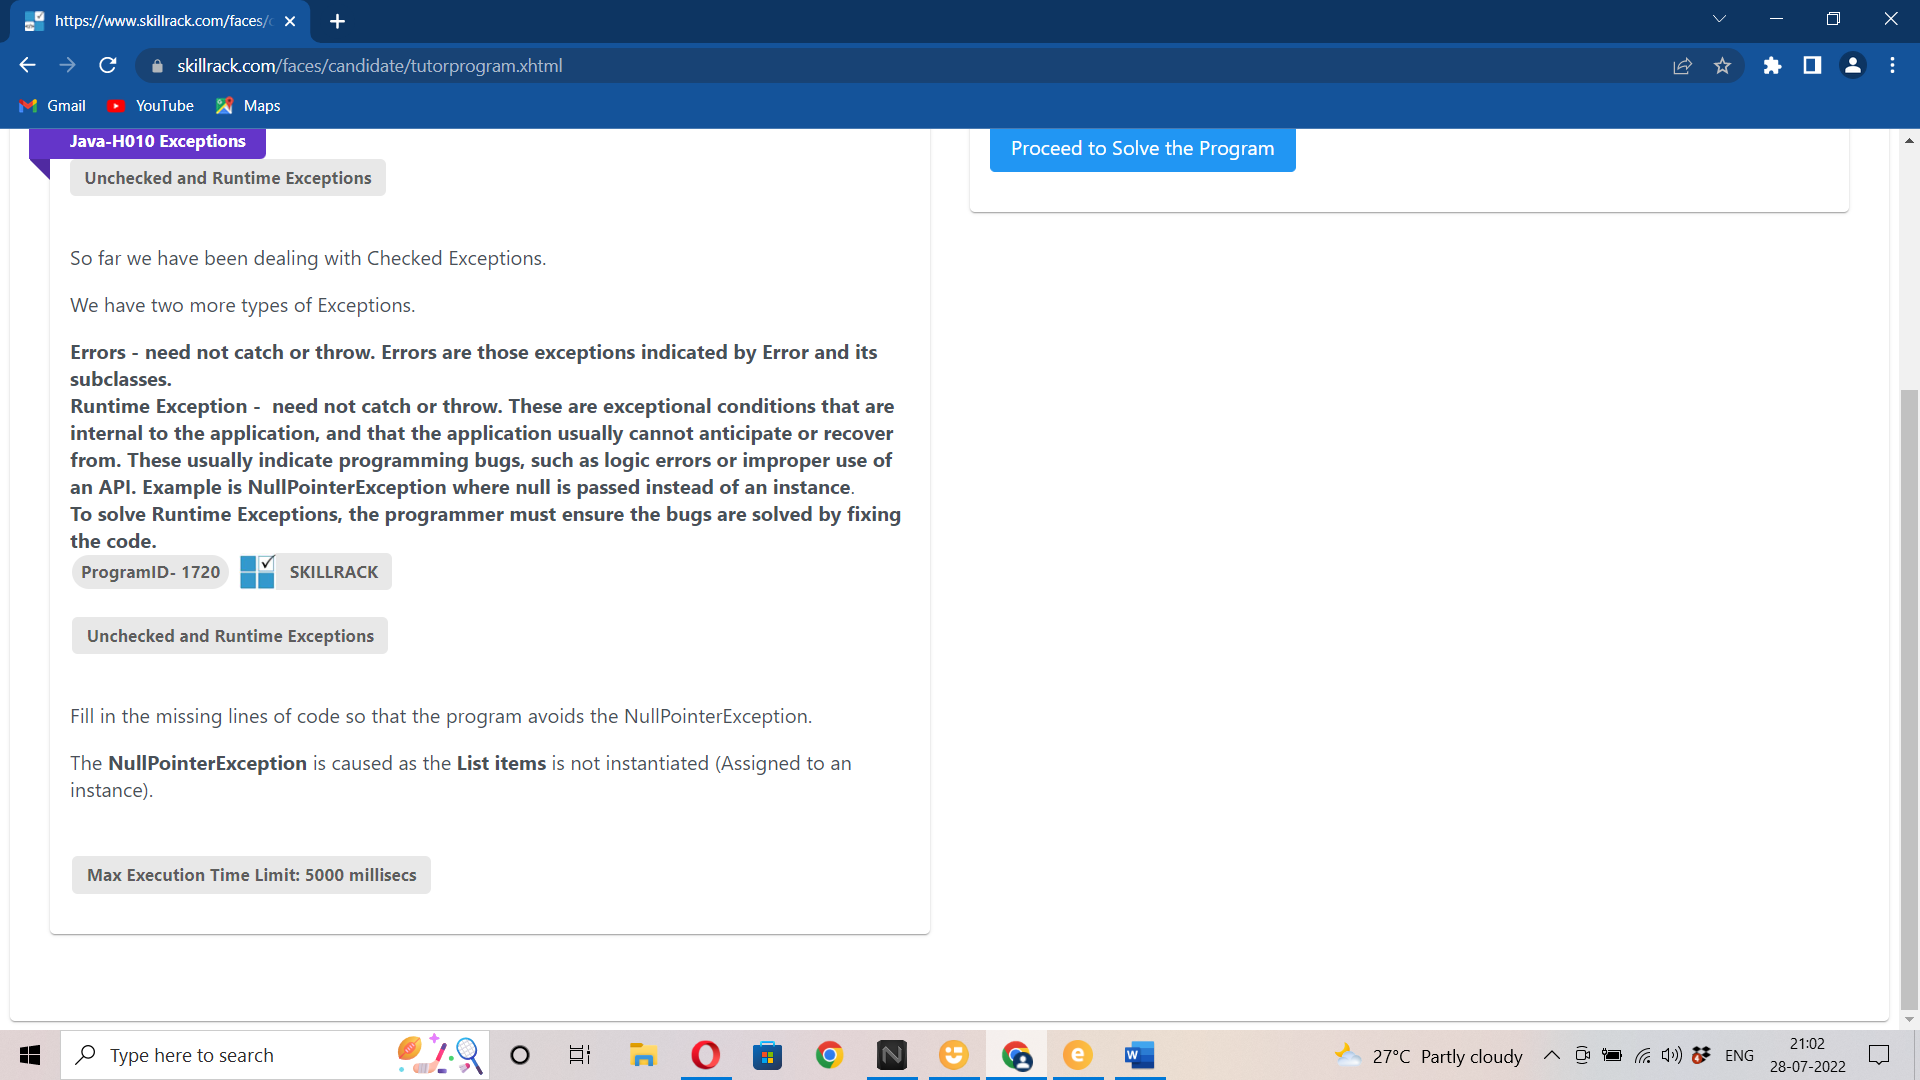 https://www.skillrack.com/faces/c
skillrack.com/faces/candidate/tutorprogram.xhtml
Gmail YouTube Maps
Java-H010 Exceptions
Proceed to Solve the Program
Unchecked and Runtime Exceptions
So far we have been dealing with Checked Exceptions.
We have two more types of Exceptions.
Errors - need not catch or throw. Errors are those exceptions indicated by Error and its
subclasses.
Runtime Exception -  need not catch or throw. These are exceptional conditions that are
internal to the application, and that the application usually cannot anticipate or recover
from. These usually indicate programming bugs, such as logic errors or improper use of
an API. Example is NullPointerException where null is passed instead of an instance.
To solve Runtime Exceptions, the programmer must ensure the bugs are solved by fixing
the code.
ProgramID- 1720 SKILLRACK
Unchecked and Runtime Exceptions
Fill in the missing lines of code so that the program avoids the NullPointerException.
The NullPointerException is caused as the List items is not instantiated (Assigned to an
instance).
Max Execution Time Limit: 5000 millisecs
Type here to search
27°C Partly cloudy
ENG
21:02
28-07-2022